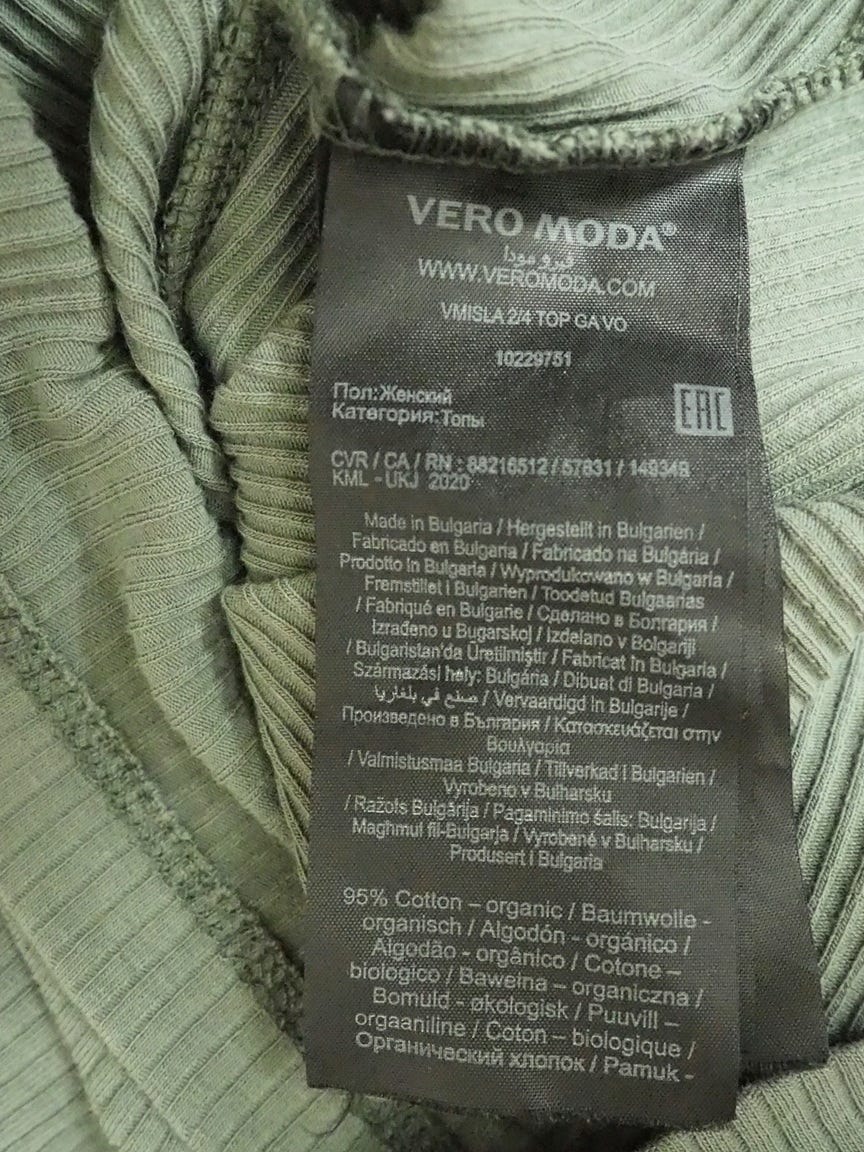 VERO MODA®
فيرو مودا
WWW.VEROMODA.COM
VMISLA 2/4 TOP GA VO
10229751
Пол:Женский
Категория:Топы
EAC
CVR / CA / RN : 88216512 / 57831 / 149349
KML - UKJ 2020
Made in Bulgaria / Hergestellt in Bulgarien /
Fabricado en Bulgaria / Fabricado na Bulgária /
Prodotto in Bulgaria / Wyprodukowano w Bulgaria /
Fremstillet i Bulgarien / Toodetud Bulgaarias
/ Fabriqué en Bulgarie / Сделано в Болгария /
Izrađeno u Bugarskoj / Izdelano v Bolgariji
/ Bulgaristan'da Üretilmiştir / Fabricat în Bulgaria /
Származási hely: Bulgária / Dibuat di Bulgaria /
صنع في بلغاريا / Vervaardigd in Bulgarije /
Произведено в България / Κατασκευάζεται στην
Βουλγαρία
/ Valmistusmaa Bulgaria / Tillverkad i Bulgarien /
Vyrobeno v Bulharsku
/ Ražots Bulgārija / Pagaminimo šalis: Bulgarija /
Maghmul fil-Bulgarja / Vyrobené v Bulharsku /
Produsert i Bulgaria
95% Cotton – organic / Baumwolle -
organisch / Algodón - orgánico /
Algodão - orgânico / Cotone –
biologico / Bawełna – organiczna /
Bomuld - økologisk / Puuvill –
orgaaniline / Coton – biologique /
Органический хлопок / Pamuk -